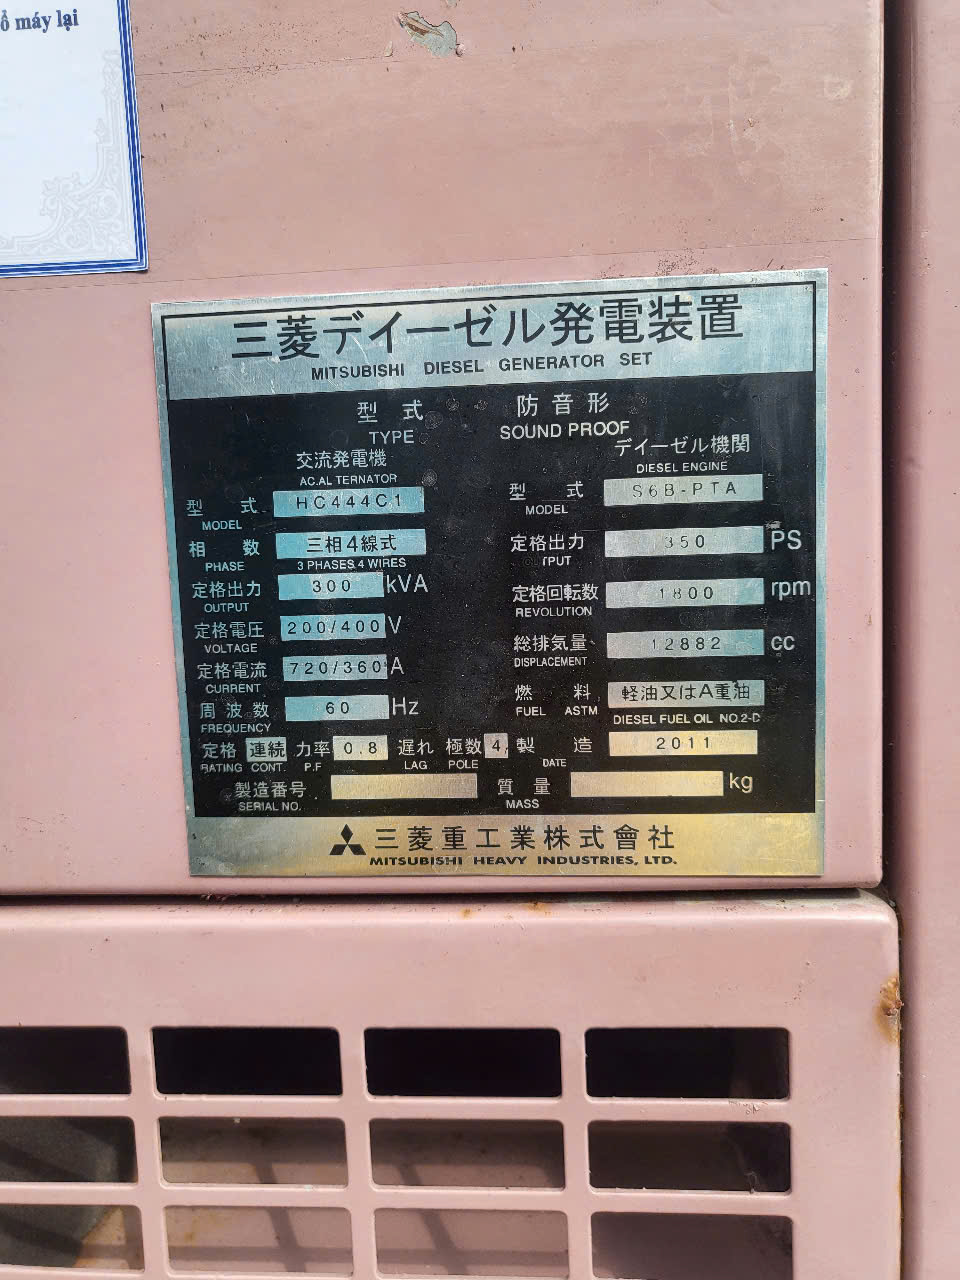 ổ máy lại
三菱デイーゼル発電装置
MITSUBISHI DIESEL GENERATOR SET
型式 防音形
TYPE SOUND PROOF
交流発電機 デイーゼル機関
AC.AL TERNATOR DIESEL ENGINE
型式 HC444C1 型式 S6B-PTA
MODEL MODEL
相数 三相4線式 定格出力 350 PS
PHASE 3 PHASES 4 WIRES TPUT
定格出力 300 kVA 定格回転数 1800 rpm
OUTPUT REVOLUTION
定格電圧 200/400 V 総排気量 12882 cc
VOLTAGE DISPLACEMENT
定格電流 720/360 A 燃料 軽油又はA重油
CURRENT FUEL ASTM DIESEL FUEL OIL NO.2-D
周波数 60 Hz
FREQUENCY
定格 連続 力率 0.8 遅れ 極数 4 製造 2011
RATING CONT. P.F LAG POLE DATE
製造番号 質量 kg
SERIAL NO. MASS
三菱重工業株式會社
MITSUBISHI HEAVY INDUSTRIES, LTD.